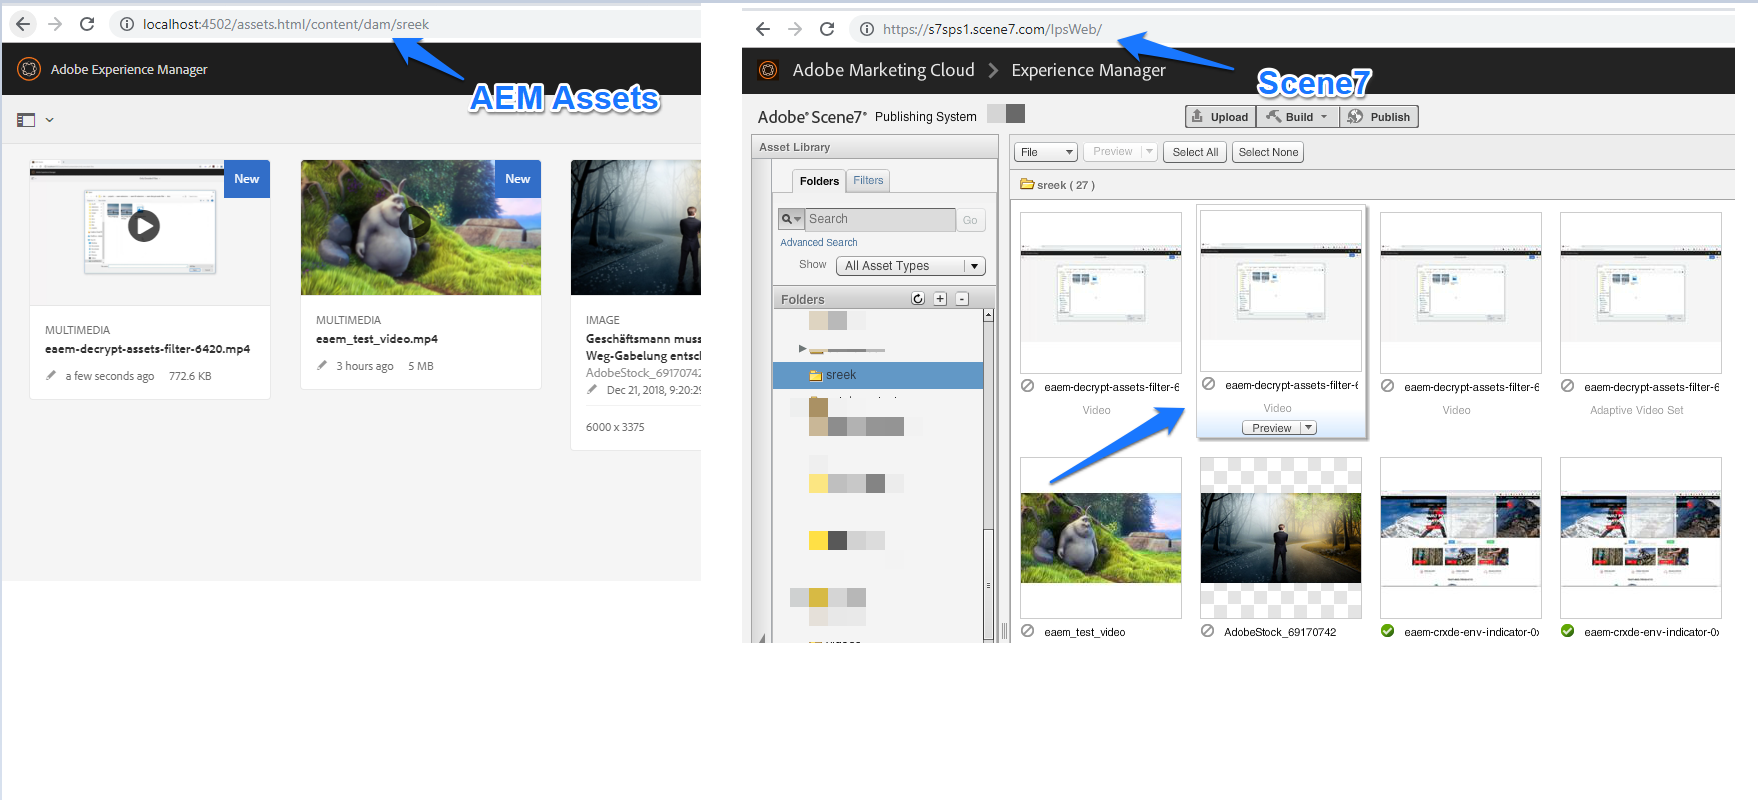 localhost:4502/assets.html/content/dam/sreek
Adobe Experience Manager
AEM Assets
New
MULTIMEDIA
eaem-decrypt-assets-filter-6420.mp4
a few seconds ago 772.6 KB
New
MULTIMEDIA
eaem_test_video.mp4
3 hours ago 5 MB
IMAGE
Geschäftsmann muss
Weg-Gabelung entsch
AdobeStock_69170742
Dec 21, 2018, 9:20:29
6000 x 3375
https://s7sps1.scene7.com/IpsWeb/
Adobe Marketing Cloud > Experience Manager
Scene7
Adobe® Scene7® Publishing System
Upload Build Publish
Asset Library
Folders Filters
Search Go
Advanced Search
Show All Asset Types
Folders + -
sreek
File Preview Select All Select None
sreek ( 27 )
eaem-decrypt-assets-filter-6
Video
eaem-decrypt-assets-filter-6
Video
Preview
eaem-decrypt-assets-filter-6
Video
eaem-decrypt-assets-filter-6
Adaptive Video Set
eaem_test_video
AdobeStock_69170742
eaem-crxde-env-indicator-0
eaem-crxde-env-indicator-0